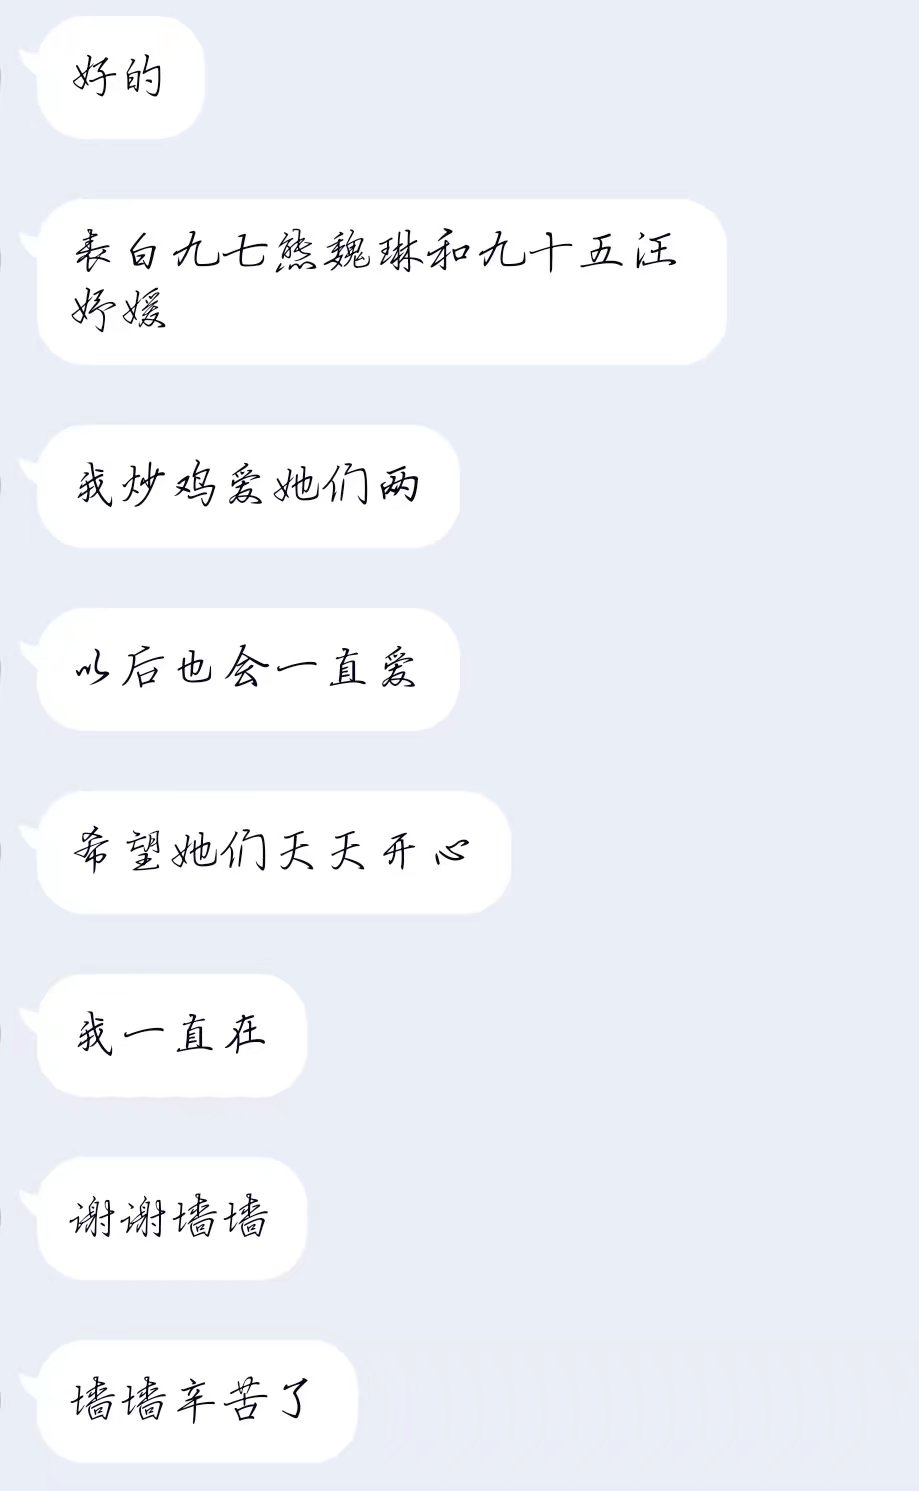 好的
表白九七熊魏琳和九十五汪
妤媛
我炒鸡爱她们两
以后也会一直爱
希望她们天天开心
我一直在
谢谢墙墙
墙墙辛苦了